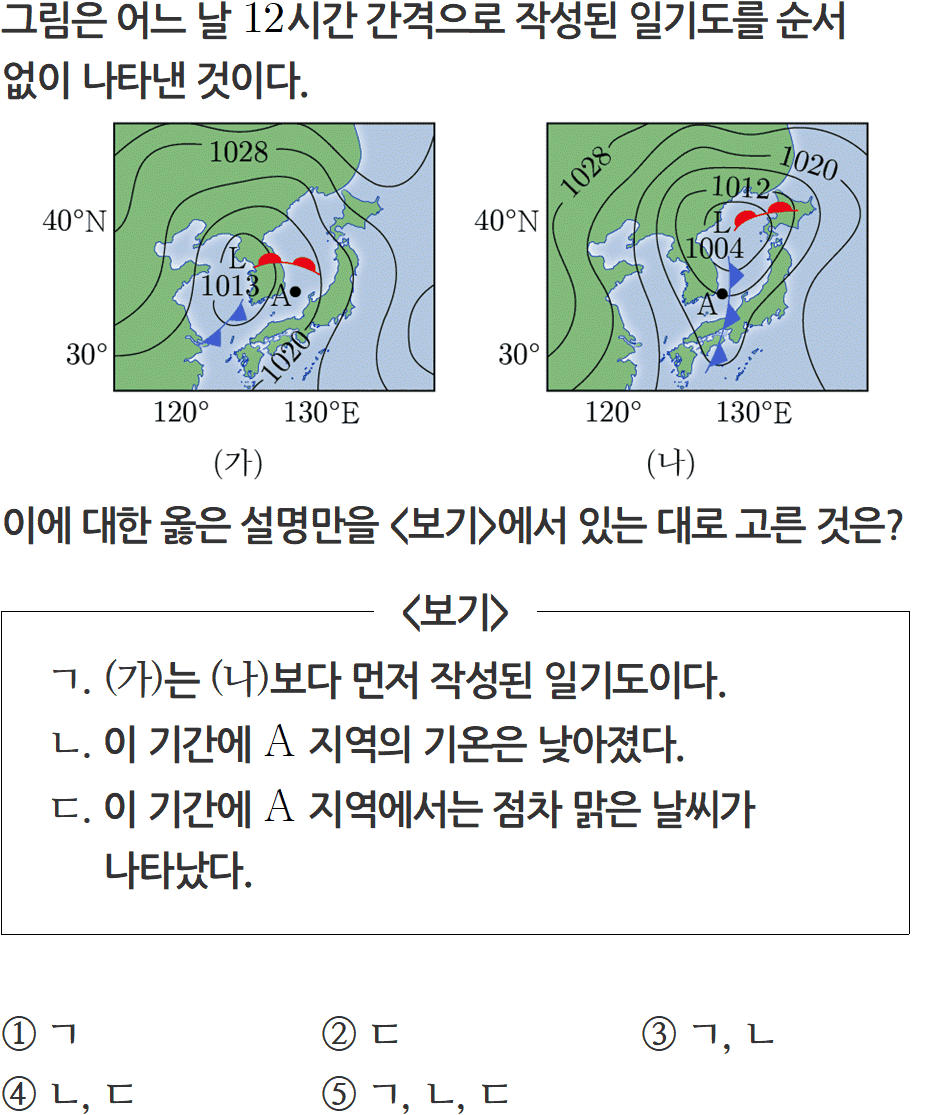 그림은 어느 날 12시간 간격으로 작성된 일기도를 순서
없이 나타낸 것이다.
1028
40°N
L
1013
A
30°
1020
120° 130°E
(가)
1028
1020
1012
40°N
L
1004
A
30°
120° 130°E
(나)
이에 대한 옳은 설명만을 <보기>에서 있는 대로 고른 것은?
<보기>
ㄱ. (가)는 (나)보다 먼저 작성된 일기도이다.
ㄴ. 이 기간에 A 지역의 기온은 낮아졌다.
ㄷ. 이 기간에 A 지역에서는 점차 맑은 날씨가
나타났다.
① ㄱ ② ㄷ ③ ㄱ, ㄴ
④ ㄴ, ㄷ ⑤ ㄱ, ㄴ, ㄷ